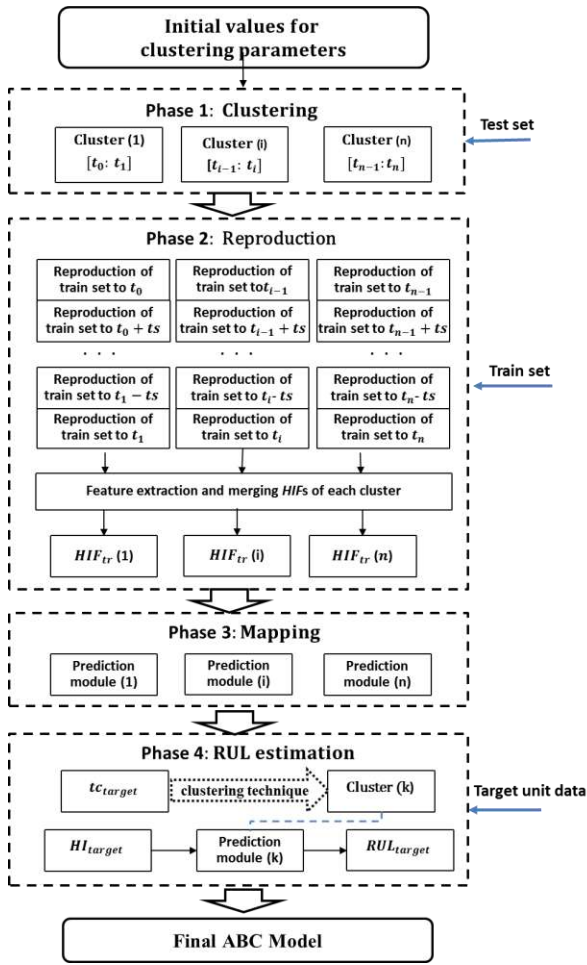 Initial values for
clustering parameters
Phase 1: Clustering
Cluster (1)
[t₀: t₁]
Cluster (i)
[tᵢ₋₁: tᵢ]
Cluster (n)
[tₙ₋₁: tₙ]
Test set
Phase 2: Reproduction
Reproduction of
train set to t₀
Reproduction of
train set to tᵢ₋₁
Reproduction of
train set to tₙ₋₁
Reproduction of
train set to t₀ + ts
Reproduction of
train set to tᵢ₋₁ + ts
Reproduction of
train set to tₙ₋₁ + ts
. . .
. . .
. . .
Reproduction of
train set to t₁ − ts
Reproduction of
train set to tᵢ- ts
Reproduction of
train set to tₙ- ts
Reproduction of
train set to t₁
Reproduction of
train set to tᵢ
Reproduction of
train set to tₙ
Train set
Feature extraction and merging HIFs of each cluster
HIF_tr (1)
HIF_tr (i)
HIF_tr (n)
Phase 3: Mapping
Prediction
module (1)
Prediction
module (i)
Prediction
module (n)
Phase 4: RUL estimation
tc_target
clustering technique
Cluster (k)
Target unit data
HI_target
Prediction
module (k)
RUL_target
Final ABC Model